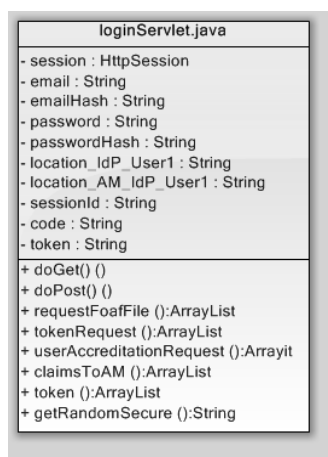 loginServlet.java
- session : HttpSession
- email : String
- emailHash : String
- password : String
- passwordHash : String
- location_IdP_User1 : String
- location_AM_IdP_User1 : String
- sessionId : String
- code : String
- token : String
+ doGet() ()
+ doPost() ()
+ requestFoafFile ():ArrayList
+ tokenRequest ():ArrayList
+ userAccreditationRequest ():Arrayit
+ claimsToAM ():ArrayList
+ token ():ArrayList
+ getRandomSecure ():String